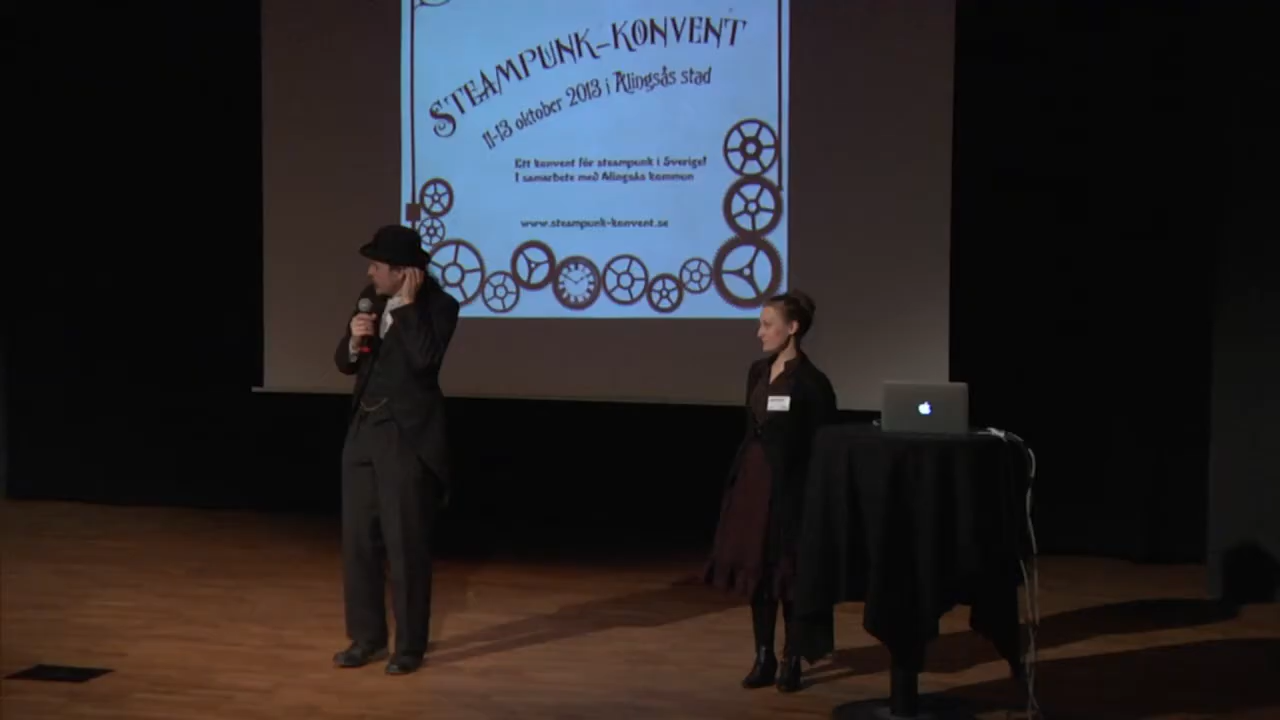 STEAMPUNK-KONVENT
11-13 oktober 2013 i Alingsås stad
Ett konvent för steampunk i Sverige!
I samarbete med Alingsås kommun
www.steampunk-konvent.se